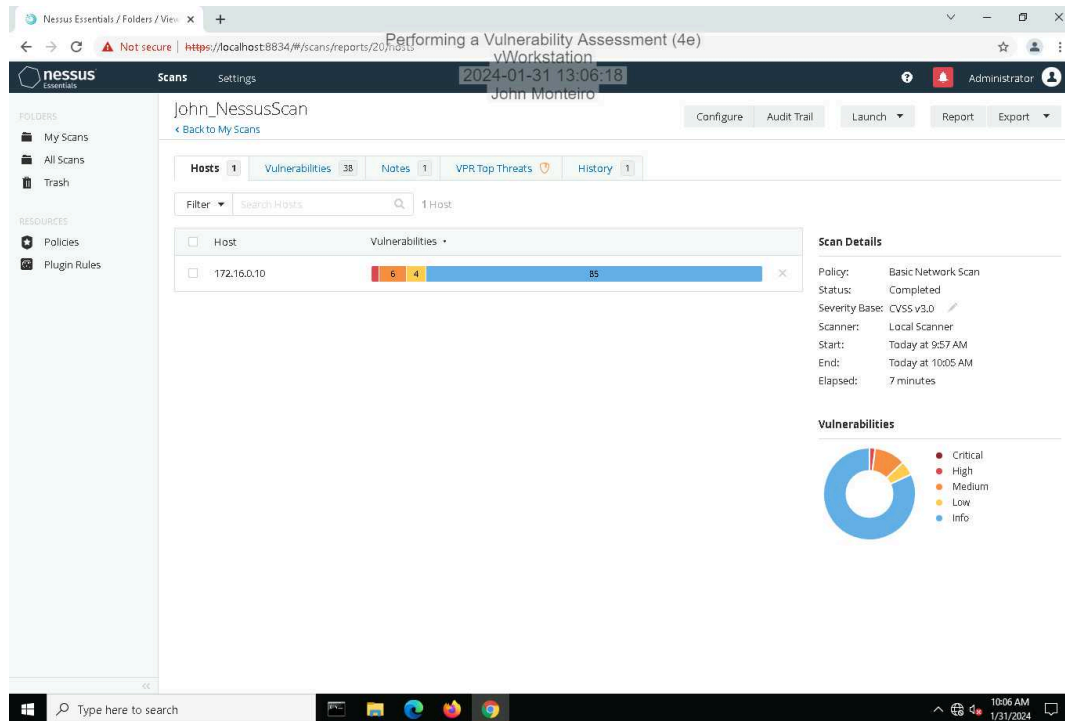 Nessus Essentials / Folders / View
Not secure | https://localhost:8834/#/scans/reports/20/hosts
Performing a Vulnerability Assessment (4e)
vWorkstation
2024-01-31 13:06:18
John Monteiro
nessus
Essentials
Scans
Settings
Administrator
FOLDERS
My Scans
All Scans
Trash
RESOURCES
Policies
Plugin Rules
John_NessusScan
Back to My Scans
Configure
Audit Trail
Launch
Report
Export
Hosts 1
Vulnerabilities 38
Notes 1
VPR Top Threats
History 1
Filter
Search Hosts
1 Host
Host
Vulnerabilities
172.16.0.10
6
4
85
Scan Details
Policy: Basic Network Scan
Status: Completed
Severity Base: CVSS v3.0
Scanner: Local Scanner
Start: Today at 9:57 AM
End: Today at 10:05 AM
Elapsed: 7 minutes
Vulnerabilities
Critical
High
Medium
Low
Info
Type here to search
10:06 AM
1/31/2024